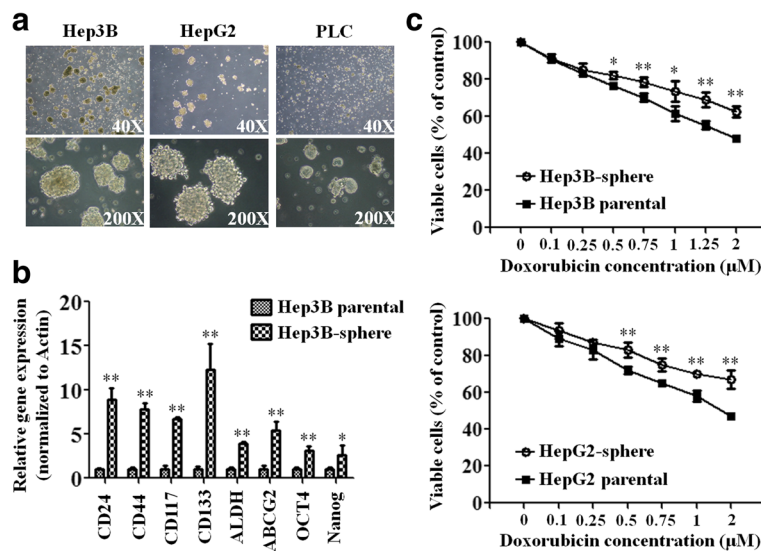 a
Hep3B HepG2 PLC
40X 40X 40X
200X 200X 200X
b
Relative gene expression
(normalized to Actin)
20
15
10
5
0
Hep3B parental
Hep3B-sphere
** ** ** ** ** ** ** *
CD24 CD44 CD117 CD133 ALDH ABCG2 OCT4 Nanog
c
Viable cells (% of control)
100
80
60
40
20
0
* ** * ** **
Hep3B-sphere
Hep3B parental
0 0.1 0.25 0.5 0.75 1 1.25 2
Doxorubicin concentration (μM)
Viable cells (% of control)
100
80
60
40
20
0
** ** ** **
HepG2-sphere
HepG2 parental
0 0.1 0.25 0.5 0.75 1 2
Doxorubicin concentration (μM)